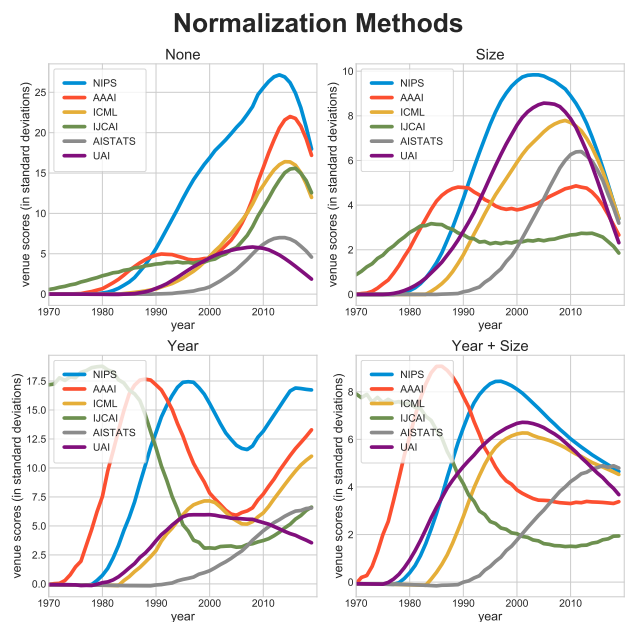 Normalization Methods
None
venue scores (in standard deviations)
25
20
15
10
5
0
NIPS
AAAI
ICML
IJCAI
AISTATS
UAI
1970 1980 1990 2000 2010
year
Size
venue scores (in standard deviations)
10
8
6
4
2
0
NIPS
AAAI
ICML
IJCAI
AISTATS
UAI
1970 1980 1990 2000 2010
year
Year
venue scores (in standard deviations)
17.5
15.0
12.5
10.0
7.5
5.0
2.5
0.0
NIPS
AAAI
ICML
IJCAI
AISTATS
UAI
1970 1980 1990 2000 2010
year
Year + Size
venue scores (in standard deviations)
8
6
4
2
0
NIPS
AAAI
ICML
IJCAI
AISTATS
UAI
1970 1980 1990 2000 2010
year